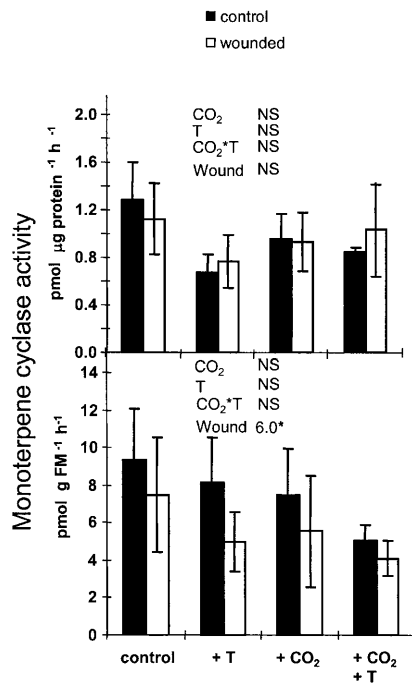 control
wounded
CO₂ NS
T NS
CO₂*T NS
Wound NS
2.0
1.6
1.2
0.8
0.4
0.0
pmol µg protein ⁻¹ h ⁻¹
Monoterpene cyclase activity
CO₂ NS
T NS
CO₂*T NS
Wound 6.0*
14
12
10
8
6
4
2
0
pmol g FM ⁻¹ h⁻¹
control + T + CO₂ + CO₂
+ T